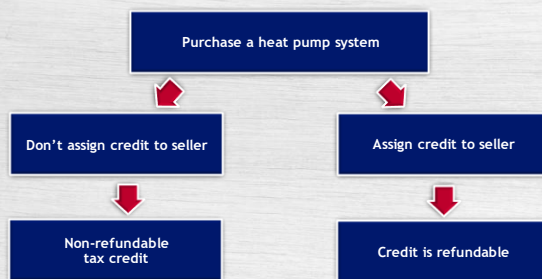 Purchase a heat pump system
Don't assign credit to seller
Assign credit to seller
Non-refundable
tax credit
Credit is refundable